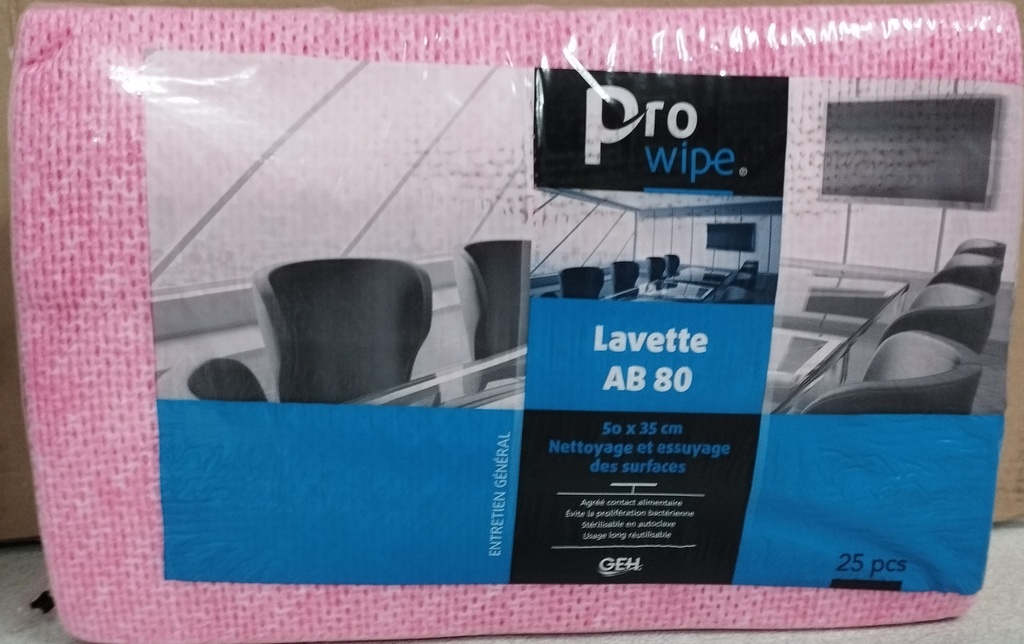 Pro
wipe®
Lavette
AB 80
50 x 35 cm
Nettoyage et essuyage
des surfaces
Agréé contact alimentaire
Évite la prolifération bactérienne
Stérilisable en autoclave
Usage long réutilisable
GEH
ENTRETIEN GÉNÉRAL
25 pcs